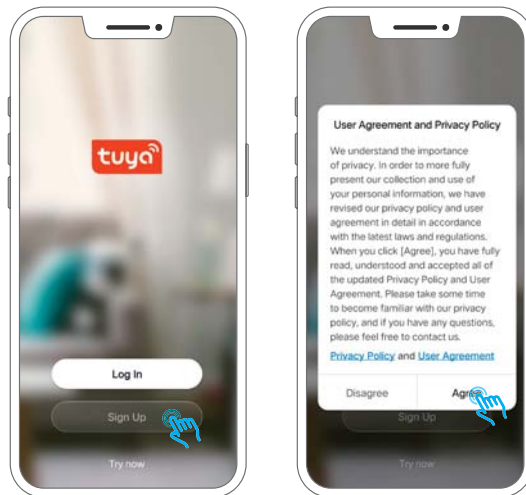 tuya
Log In
Sign Up
Try now
User Agreement and Privacy Policy
We understand the importance
of privacy. In order to more fully
present our collection and use of
your personal information, we have
revised our privacy policy and user
agreement in detail in accordance
with the latest laws and regulations.
When you click [Agree], you have fully
read, understood and accepted all of
the updated Privacy Policy and User
Agreement. Please take some time
to become familiar with our privacy
policy, and if you have any questions,
please feel free to contact us.
Privacy Policy and User Agreement
Disagree Agree
Sign Up
Try now